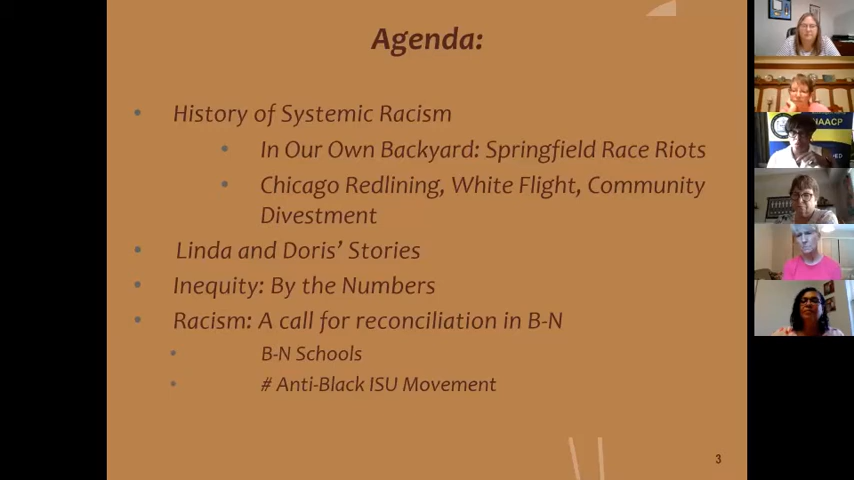 Agenda:
• History of Systemic Racism
• In Our Own Backyard: Springfield Race Riots
• Chicago Redlining, White Flight, Community
Divestment
• Linda and Doris’ Stories
• Inequity: By the Numbers
• Racism: A call for reconciliation in B-N
• B-N Schools
• # Anti-Black ISU Movement
3
NAACP